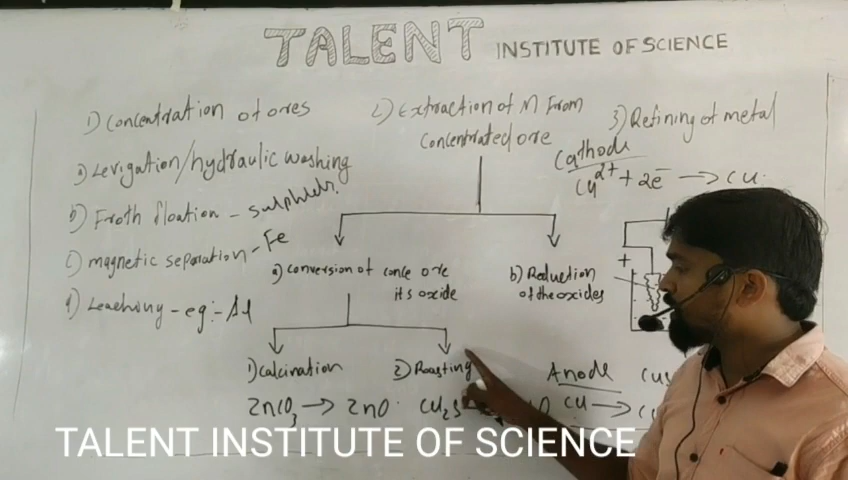 TALENT INSTITUTE OF SCIENCE
1) Concentration of ores
a) Levigation/hydraulic washing
b) Froth floation - sulphide.
c) magnetic separation - Fe
d) Leaching - eg:- Al
2) Extraction of M From
Concentrated ore
a) Conversion of conc ore
its oxide
b) Reduction
of the oxides
1) Calcination
ZnCO3 → ZnO
2) Roasting
Cu2S
3) Refining of metal
Cathode
Cu2+ + 2e- → Cu.
+
Anode
Cu →
TALENT INSTITUTE OF SCIENCE